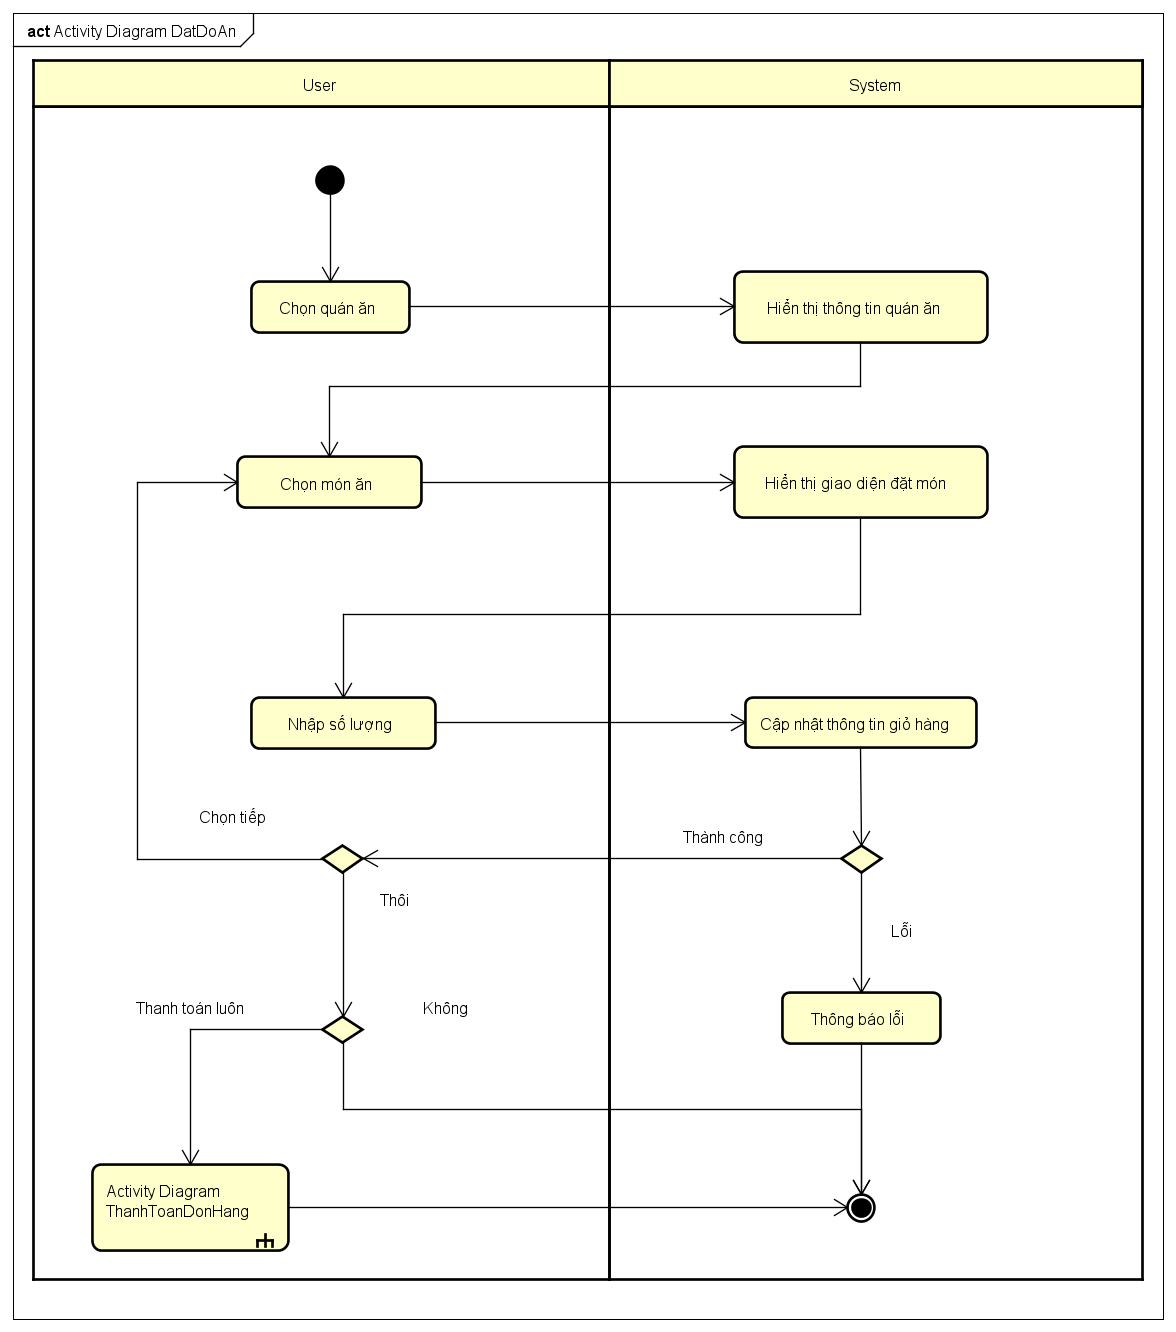 act Activity Diagram DatDoAn
User
System
Chọn quán ăn
Hiển thị thông tin quán ăn
Chọn món ăn
Hiển thị giao diện đặt món
Nhập số lượng
Cập nhật thông tin giỏ hàng
Chọn tiếp
Thành công
Thôi
Lỗi
Thanh toán luôn
Không
Thông báo lỗi
Activity Diagram
ThanhToanDonHang